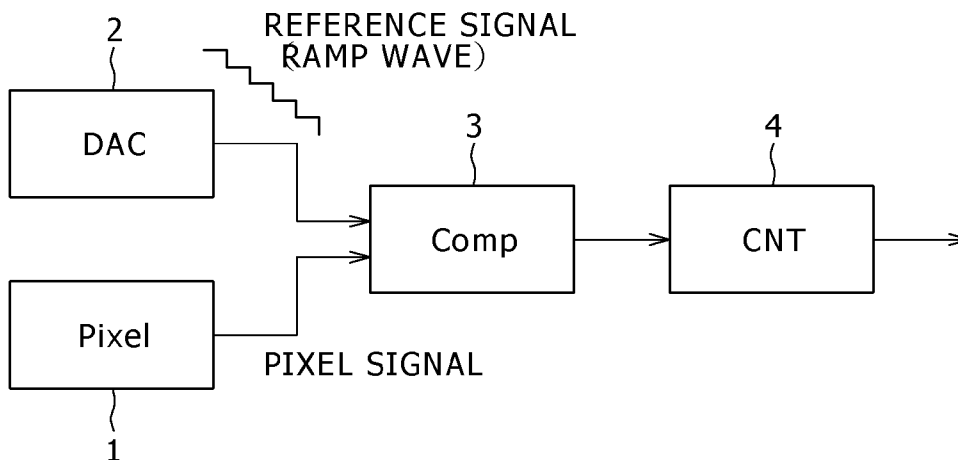 2
REFERENCE SIGNAL
(RAMP WAVE)
DAC
3
4
Comp
CNT
Pixel
PIXEL SIGNAL
1